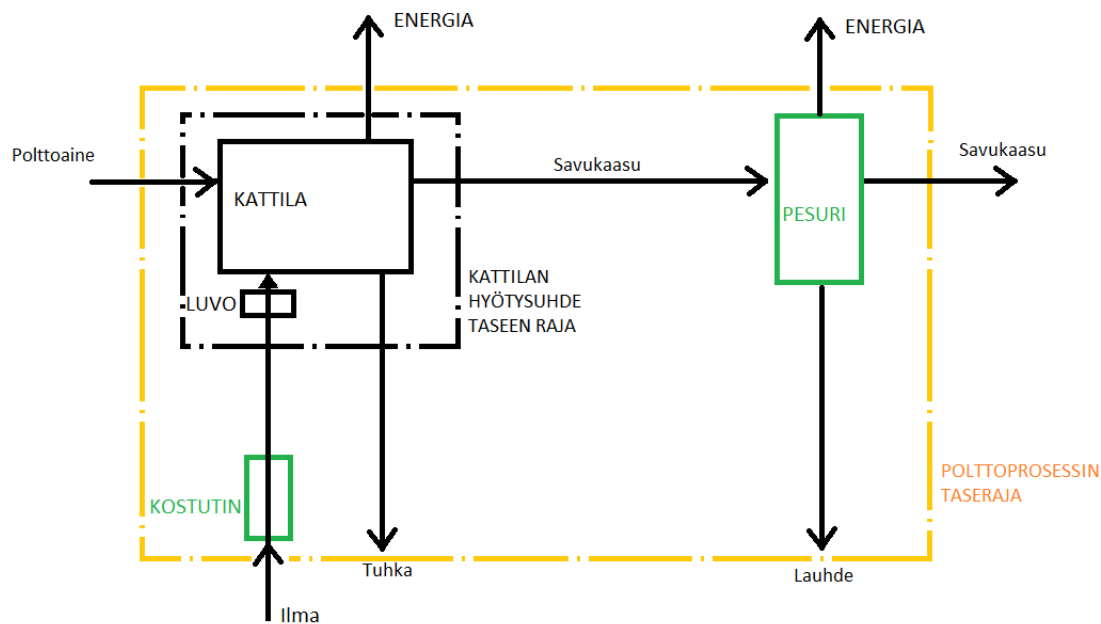 ENERGIA
ENERGIA
Polttoaine
Savukaasu
Savukaasu
KATTILA
PESURI
LUVO
KATTILAN
HYÖTYSUHDE
TASEEN RAJA
KOSTUTIN
POLTTOPROSESSIN
TASERAJA
Tuhka
Lauhde
Ilma